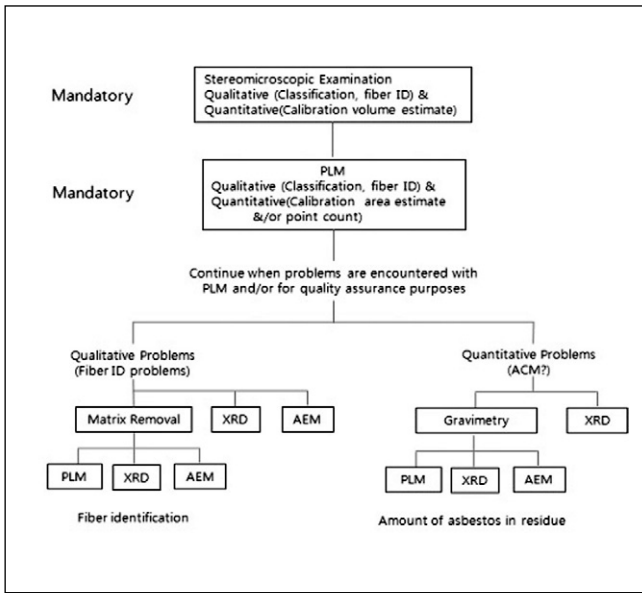 Mandatory
Stereomicroscopic Examination
Qualitative (Classification, fiber ID) &
Quantitative(Calibration volume estimate)
Mandatory
PLM
Qualitative (Classification, fiber ID) &
Quantitative(Calibration area estimate
&/or point count)
Continue when problems are encountered with
PLM and/or for quality assurance purposes
Qualitative Problems
(Fiber ID problems)
Matrix Removal
XRD
AEM
PLM
XRD
AEM
Fiber identification
Quantitative Problems
(ACM?)
Gravimetry
XRD
PLM
XRD
AEM
Amount of asbestos in residue